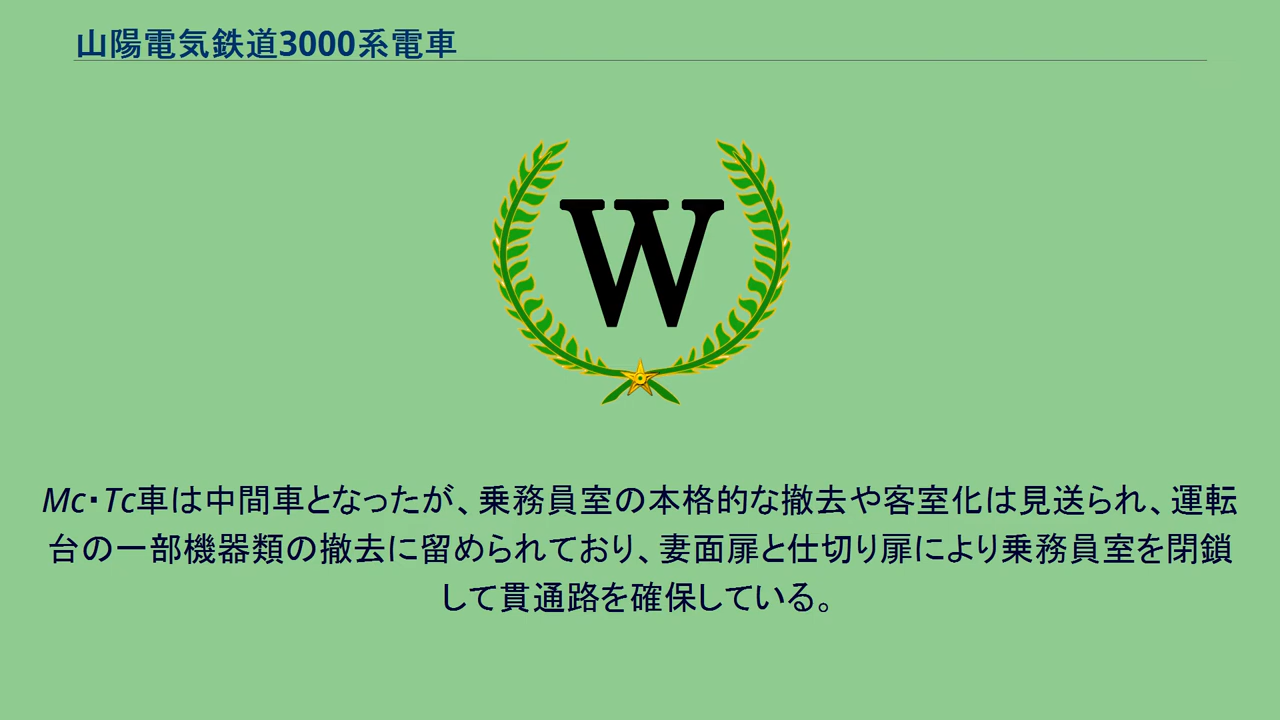 山陽電気鉄道3000系電車
W
Mc・Tc車は中間車となったが、乗務員室の本格的な撤去や客室化は見送られ、運転
台の一部機器類の撤去に留められており、妻面扉と仕切り扉により乗務員室を閉鎖
して貫通路を確保している。